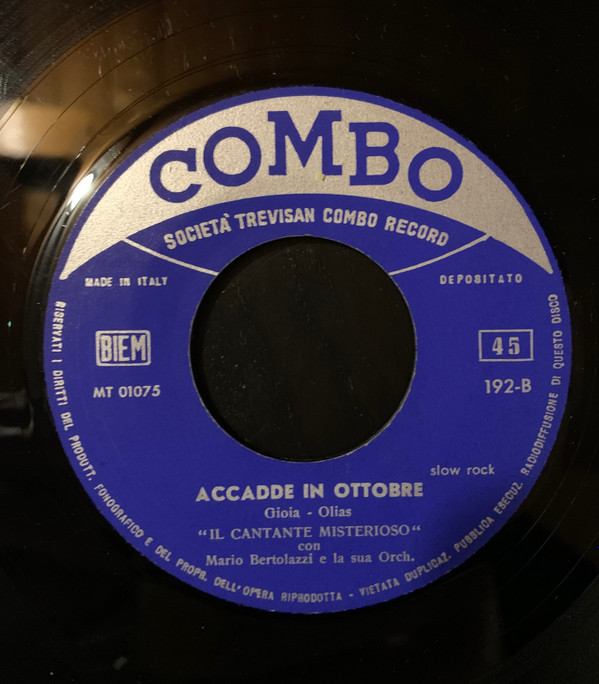 COMBO
SOCIETÀ TREVISAN COMBO RECORD
MADE IN ITALY
DEPOSITATO
BIEM
45
MT 01075
192-B
slow rock
ACCADDE IN OTTOBRE
Gioia - Olias
"IL CANTANTE MISTERIOSO"
con
Mario Bertolazzi e la sua Orch.
RISERVATI I DIRITTI DEL PRODUTT. FONOGRAFICO E DEL PROPR. DELL'OPERA RIPRODOTTA - VIETATA DUPLICAZ. PUBBLICA ESECUZ. RADIODIFFUSIONE DI QUESTO DISCO